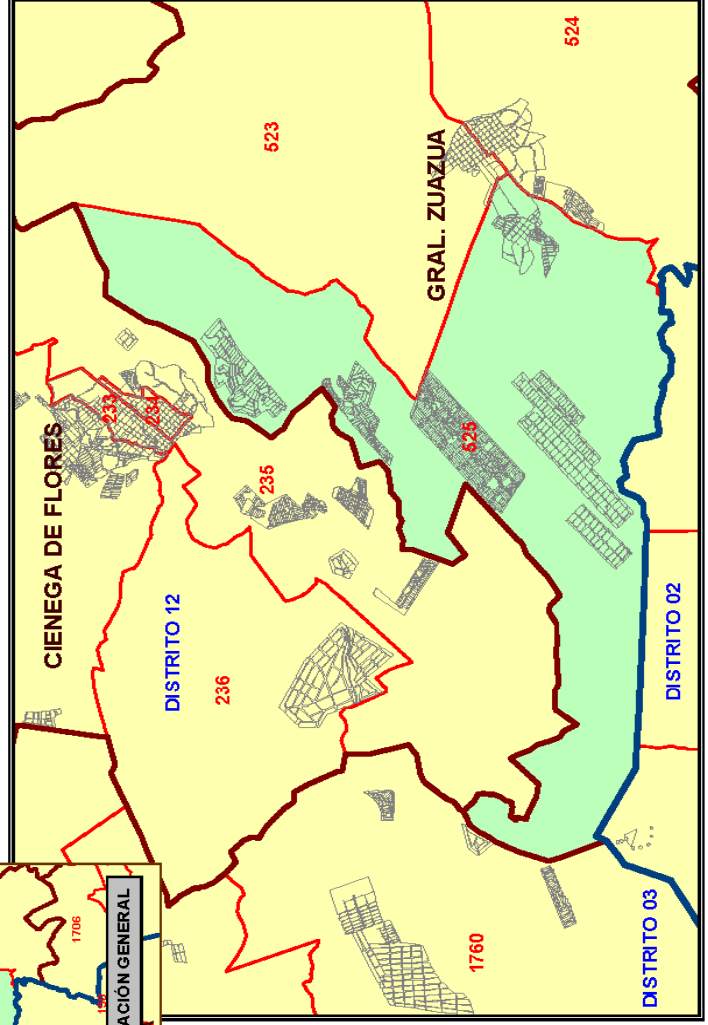 524
523
GRAL. ZUAZUA
233
234
CIENEGA DE FLORES
235
525
DISTRITO 12
236
DISTRITO 02
1760
DISTRITO 03
1706
ACIÓN GENERAL